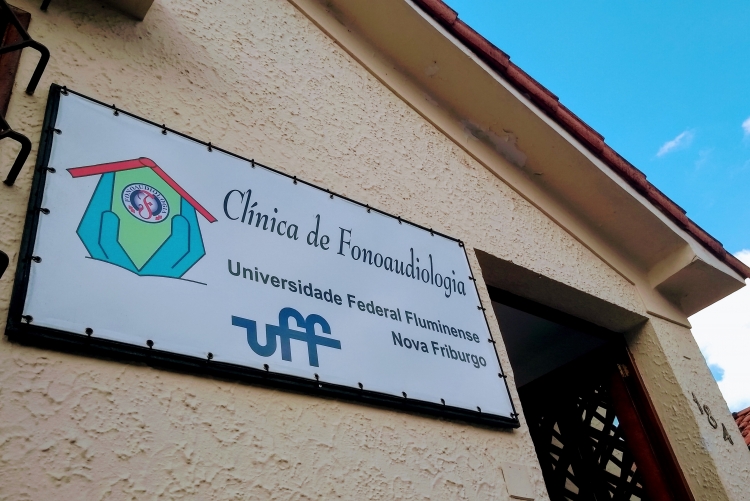 Clínica de Fonoaudiologia
Universidade Federal Fluminense
Nova Friburgo
uff